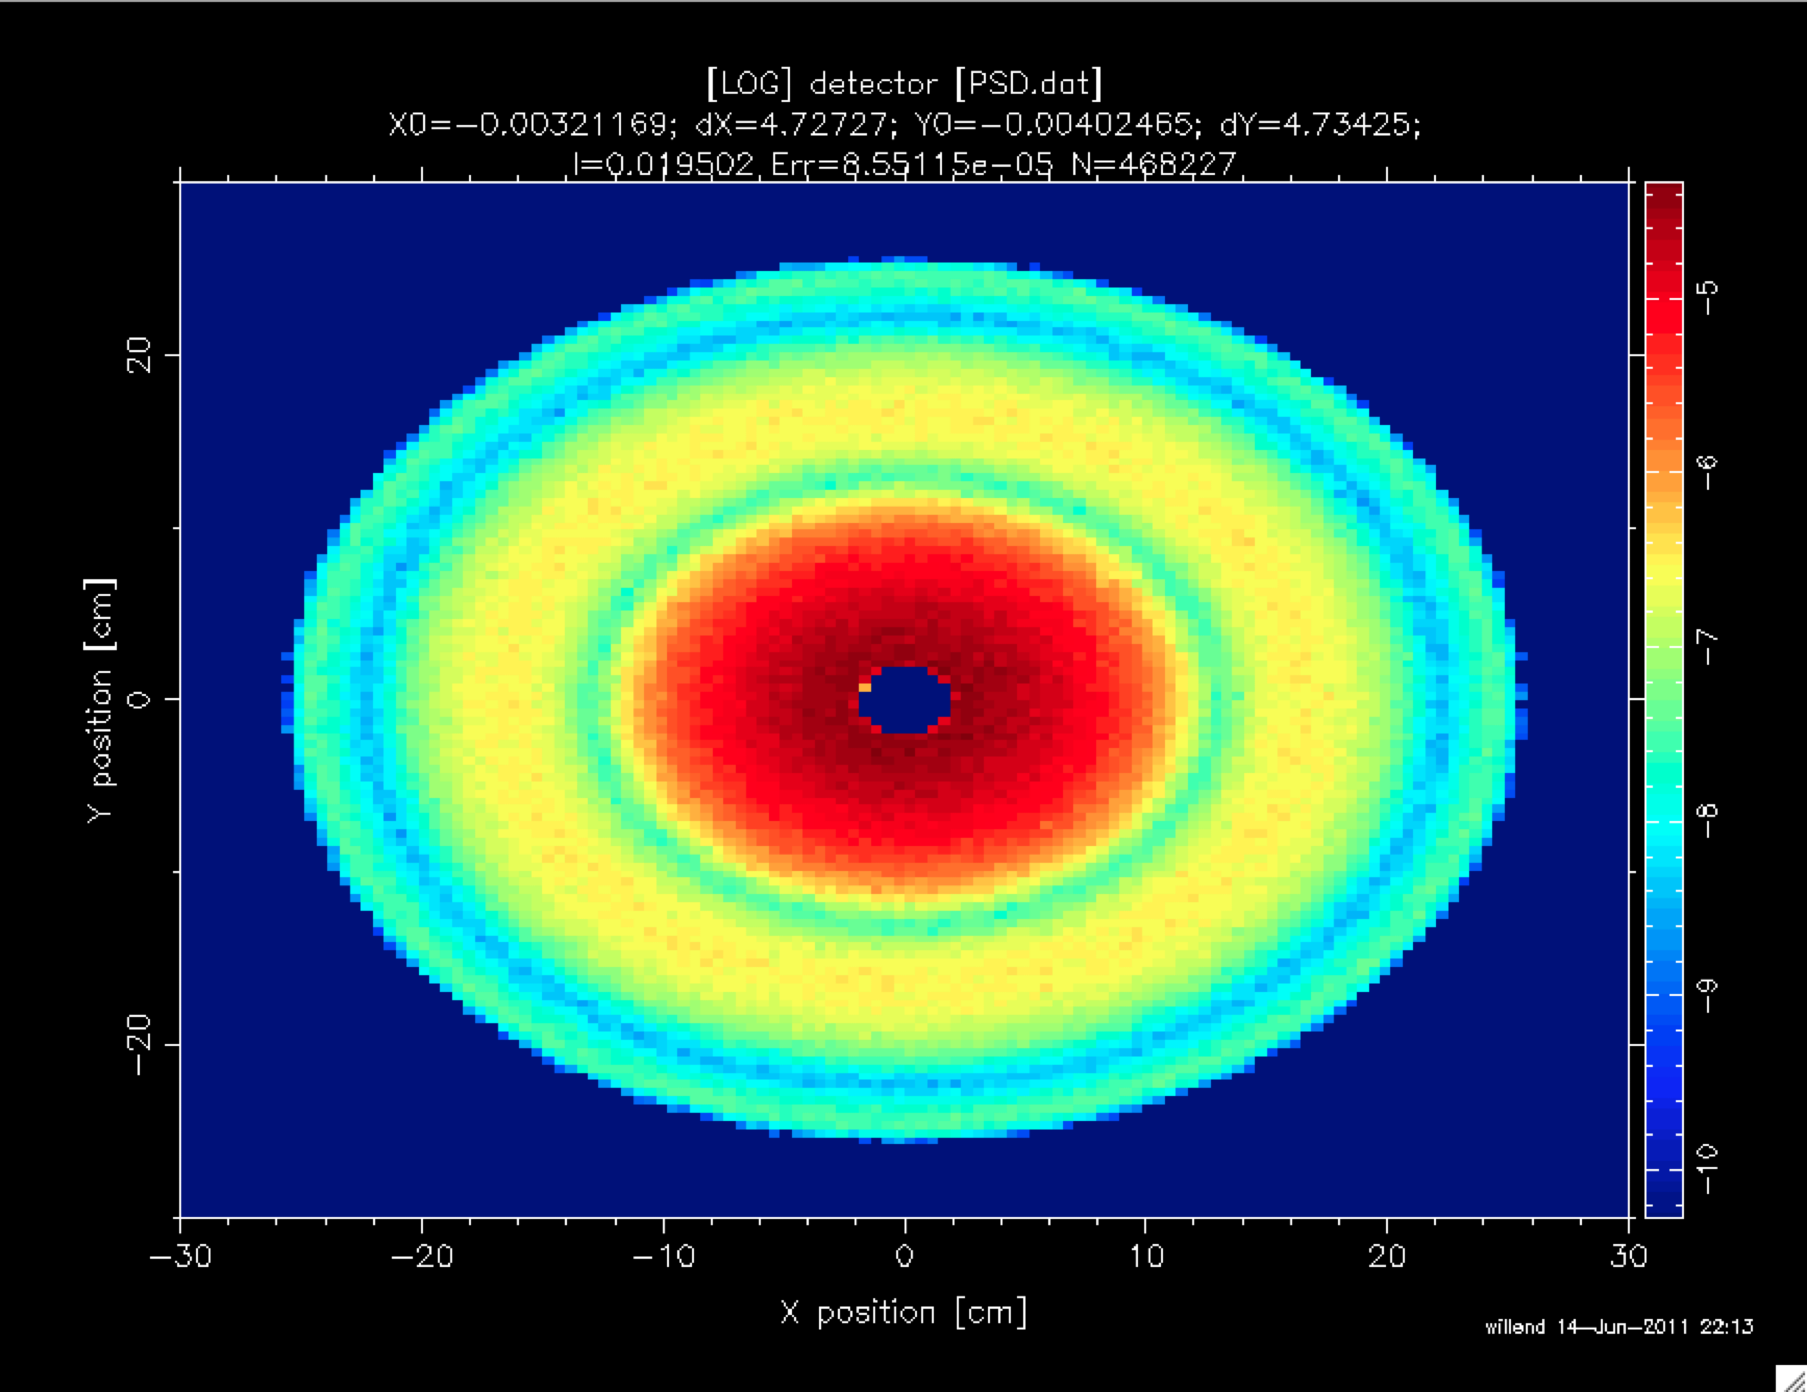 [LOG] detector [PSD.dat]
X0=−0.00321169; dX=4.72727; Y0=−0.00402465; dY=4.73425;
I=0.019502 Err=8.55115e−05 N=468227
20
0
−20
Y position [cm]
−5
−6
−7
−8
−9
−10
−30 −20 −10 0 10 20 30
X position [cm]
willend 14−Jun−2011 22:13